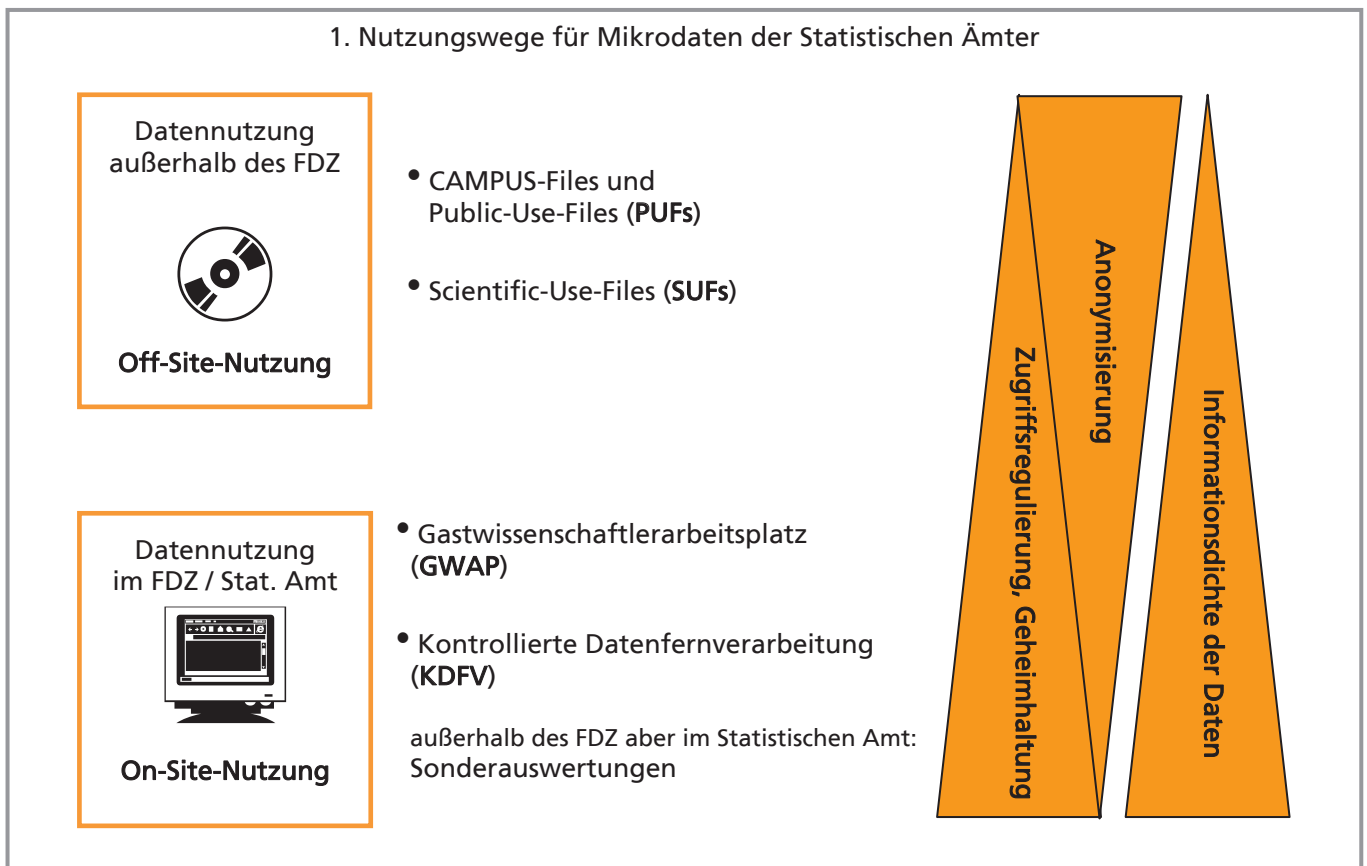 1. Nutzungswege für Mikrodaten der Statistischen Ämter
Datennutzung
außerhalb des FDZ
Off-Site-Nutzung
• CAMPUS-Files und
Public-Use-Files (PUFs)
• Scientific-Use-Files (SUFs)
Datennutzung
im FDZ / Stat. Amt
On-Site-Nutzung
• Gastwissenschaftlerarbeitsplatz
(GWAP)
• Kontrollierte Datenfernverarbeitung
(KDFV)
außerhalb des FDZ aber im Statistischen Amt:
Sonderauswertungen
Zugriffsregulierung, Geheimhaltung
Anonymisierung
Informationsdichte der Daten